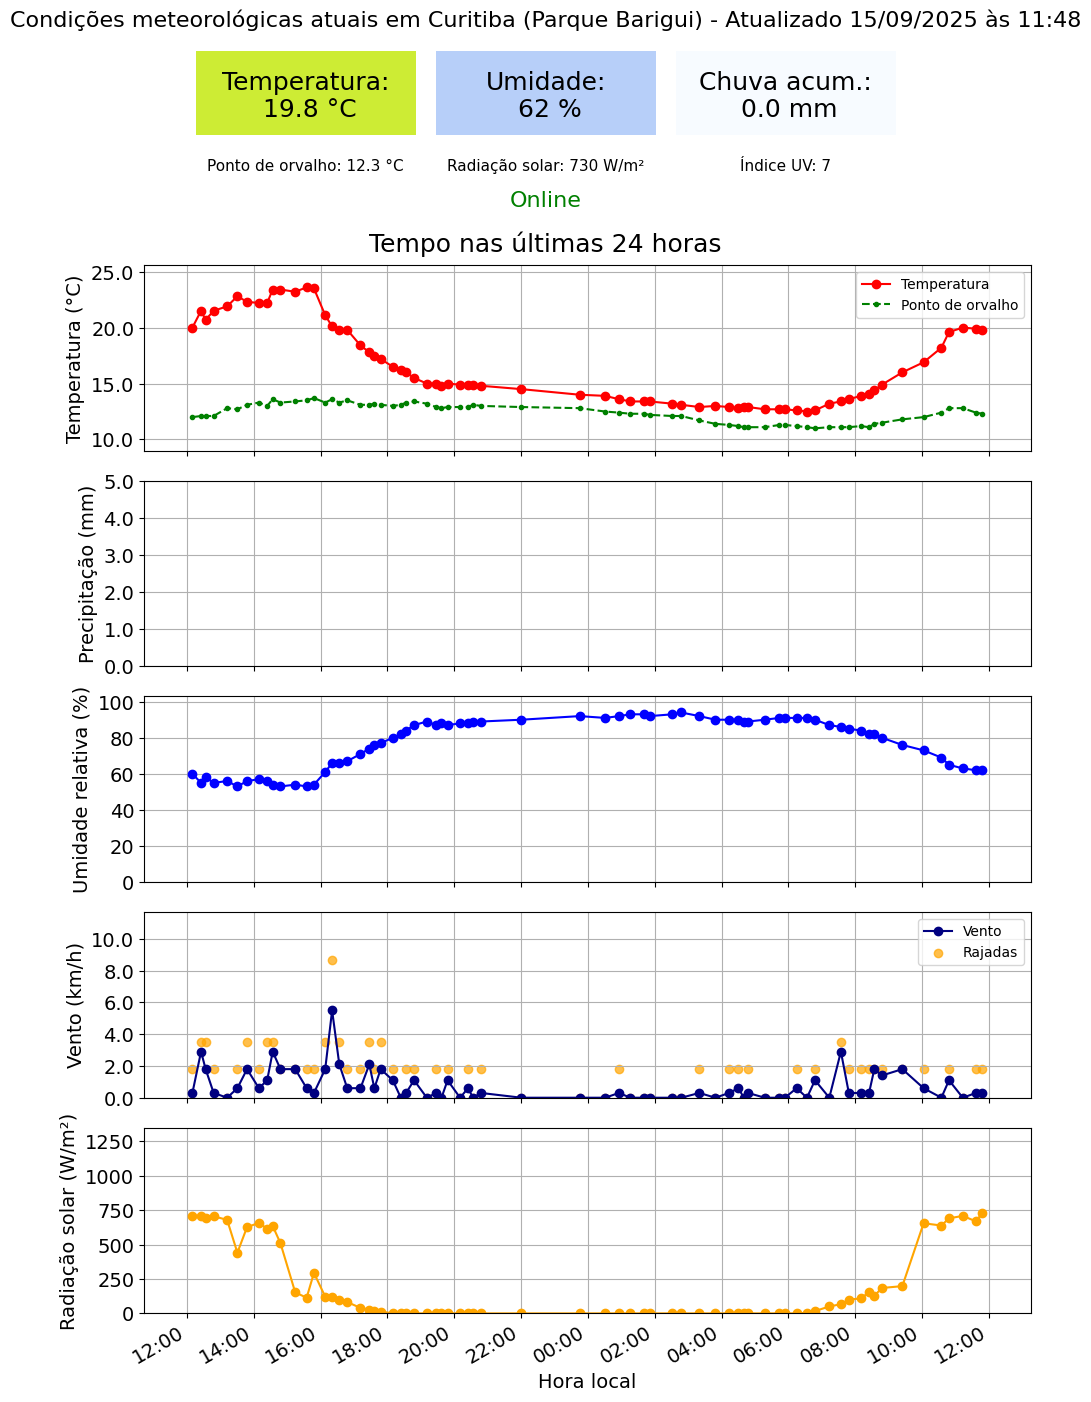 Condições meteorológicas atuais em Curitiba (Parque Barigui) - Atualizado 15/09/2025 às 11:48
Temperatura:
19.8 °C
Umidade:
62 %
Chuva acum.:
0.0 mm
Ponto de orvalho: 12.3 °C
Radiação solar: 730 W/m²
Índice UV: 7
Online
Tempo nas últimas 24 horas
Temperatura (°C)
25.0
20.0
15.0
10.0
Temperatura
Ponto de orvalho
Precipitação (mm)
5.0
4.0
3.0
2.0
1.0
0.0
Umidade relativa (%)
100
80
60
40
20
0
Vento (km/h)
10.0
8.0
6.0
4.0
2.0
0.0
Vento
Rajadas
Radiação solar (W/m²)
1250
1000
750
500
250
0
12:00
14:00
16:00
18:00
20:00
22:00
00:00
02:00
04:00
06:00
08:00
10:00
12:00
Hora local